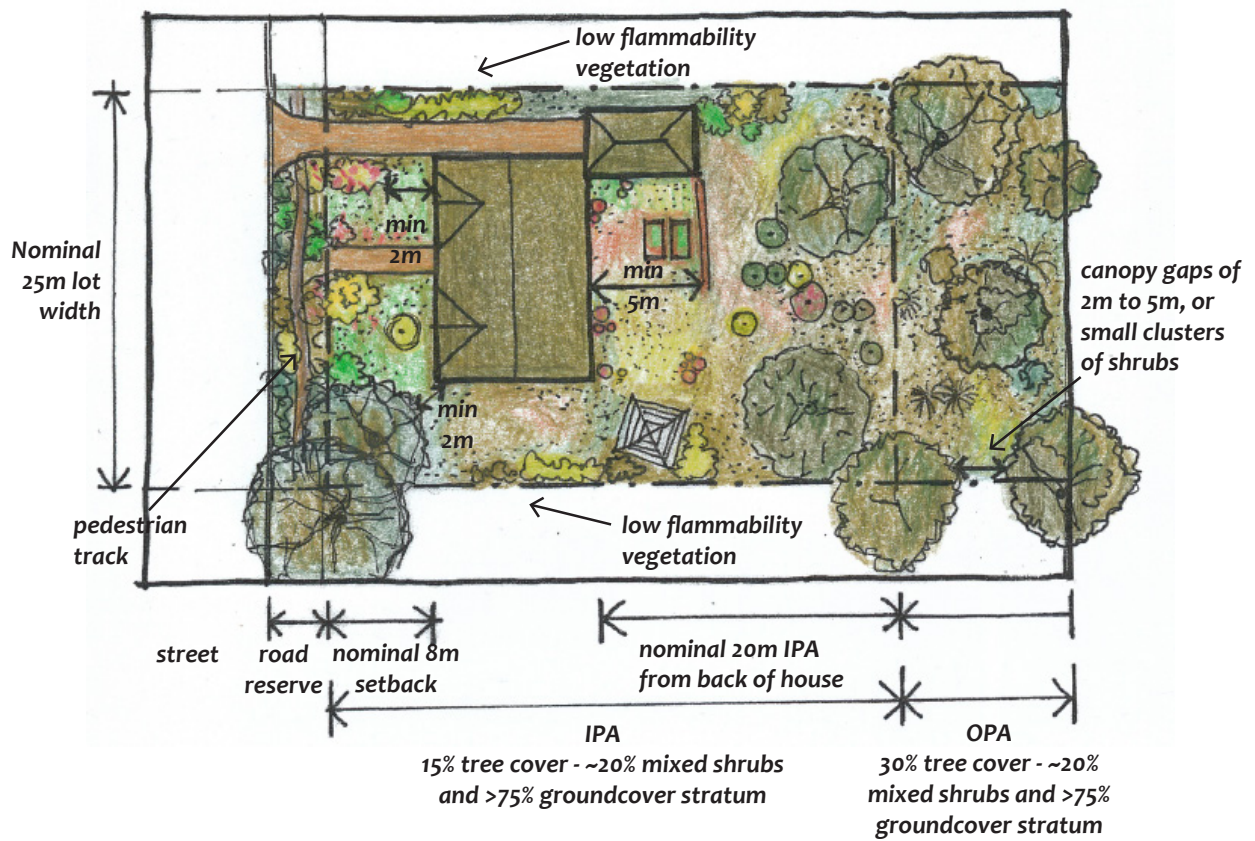 low flammability
vegetation
Nominal
25m lot
width
min
2m
min
5m
canopy gaps of
2m to 5m, or
small clusters
of shrubs
min
2m
pedestrian
track
low flammability
vegetation
street
road
reserve
nominal 8m
setback
nominal 20m IPA
from back of house
IPA
15% tree cover - ~20% mixed shrubs
and >75% groundcover stratum
OPA
30% tree cover - ~20%
mixed shrubs and >75%
groundcover stratum